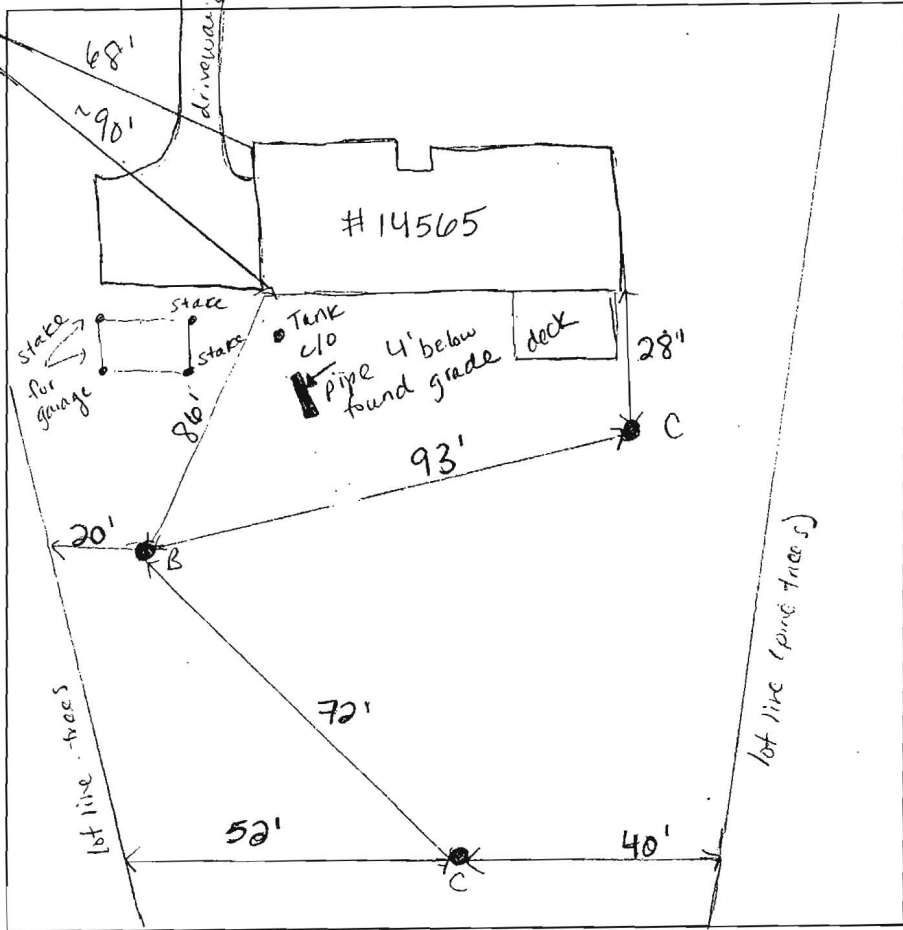 68'
driveway
~90'
#14565
stake
stake
stake
for
garage
Tank
c/o
pipe 4' below
found grade
deck
28"
86'
C
93'
20'
B
72'
lot line - trees
lot line (pine trees)
52'
40'
C